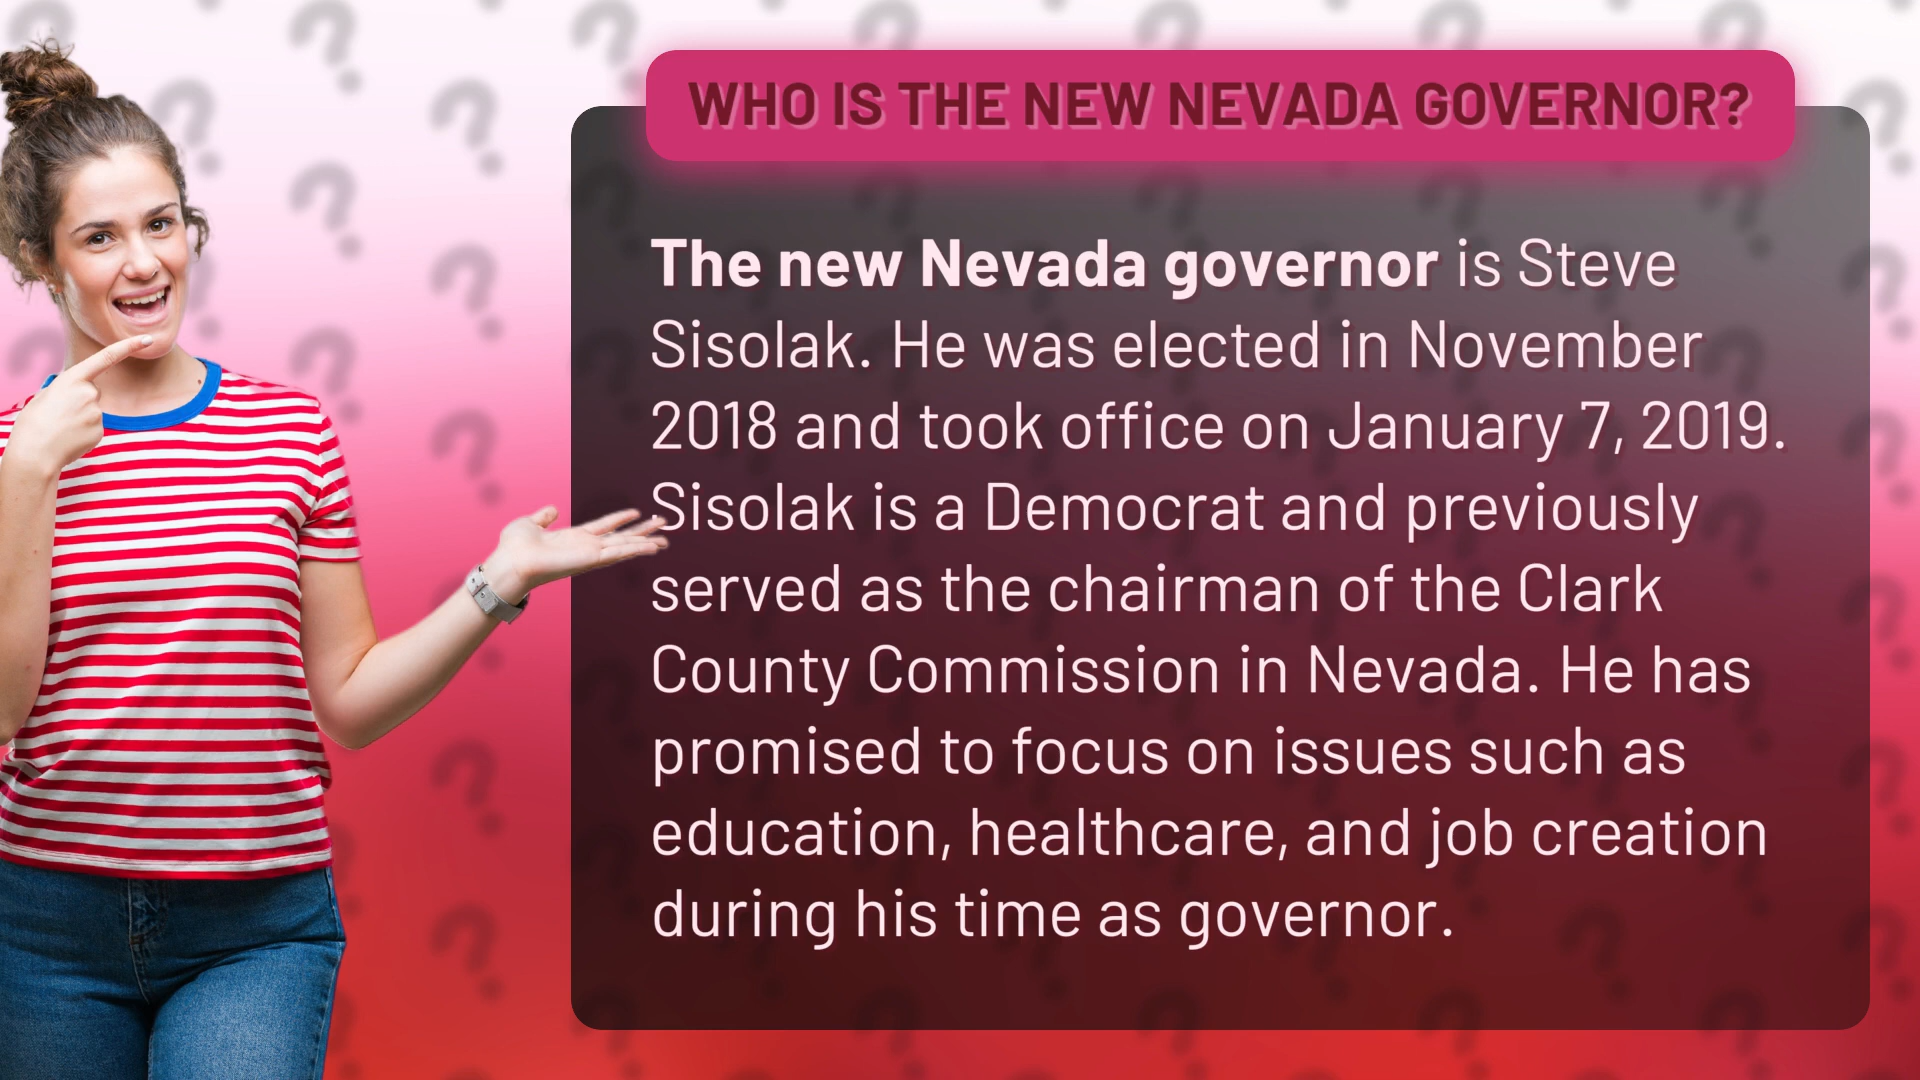 WHO IS THE NEW NEVADA GOVERNOR?
The new Nevada governor is Steve
Sisolak. He was elected in November
2018 and took office on January 7, 2019.
Sisolak is a Democrat and previously
served as the chairman of the Clark
County Commission in Nevada. He has
promised to focus on issues such as
education, healthcare, and job creation
during his time as governor.